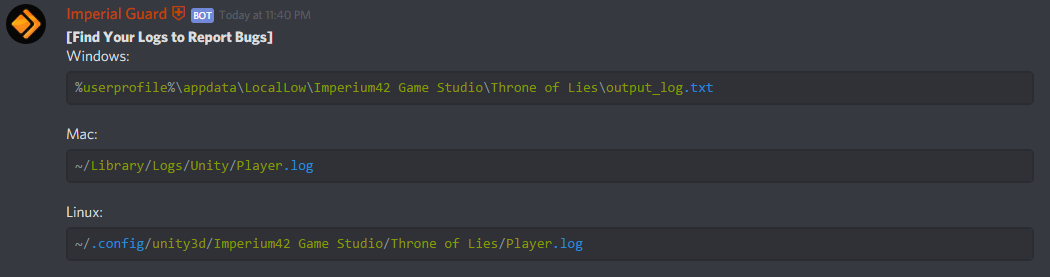 Imperial Guard BOT Today at 11:40 PM
[Find Your Logs to Report Bugs]
Windows:
%userprofile%\appdata\LocalLow\Imperium42 Game Studio\Throne of Lies\output_log.txt
Mac:
~/Library/Logs/Unity/Player.log
Linux:
~/.config/unity3d/Imperium42 Game Studio/Throne of Lies/Player.log